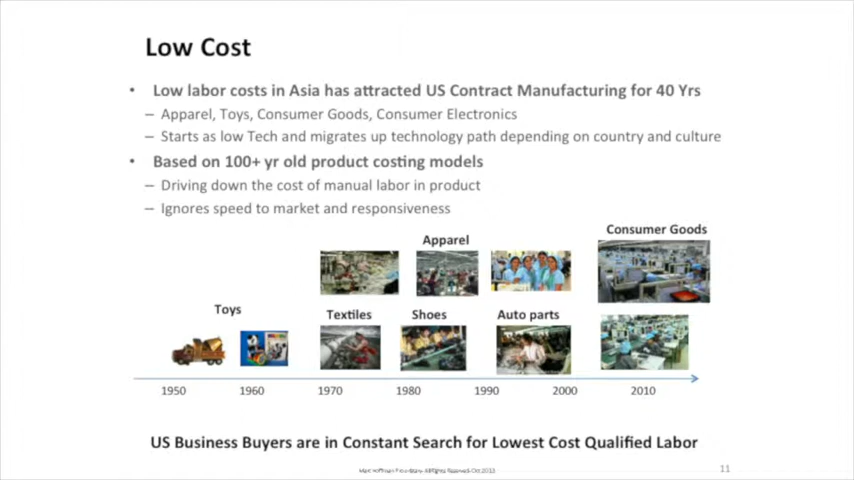 Low Cost
• Low labor costs in Asia has attracted US Contract Manufacturing for 40 Yrs
– Apparel, Toys, Consumer Goods, Consumer Electronics
– Starts as low Tech and migrates up technology path depending on country and culture
• Based on 100+ yr old product costing models
– Driving down the cost of manual labor in product
– Ignores speed to market and responsiveness
Consumer Goods
Apparel
Toys
Textiles Shoes Auto parts
1950 1960 1970 1980 1990 2000 2010
US Business Buyers are in Constant Search for Lowest Cost Qualified Labor
11